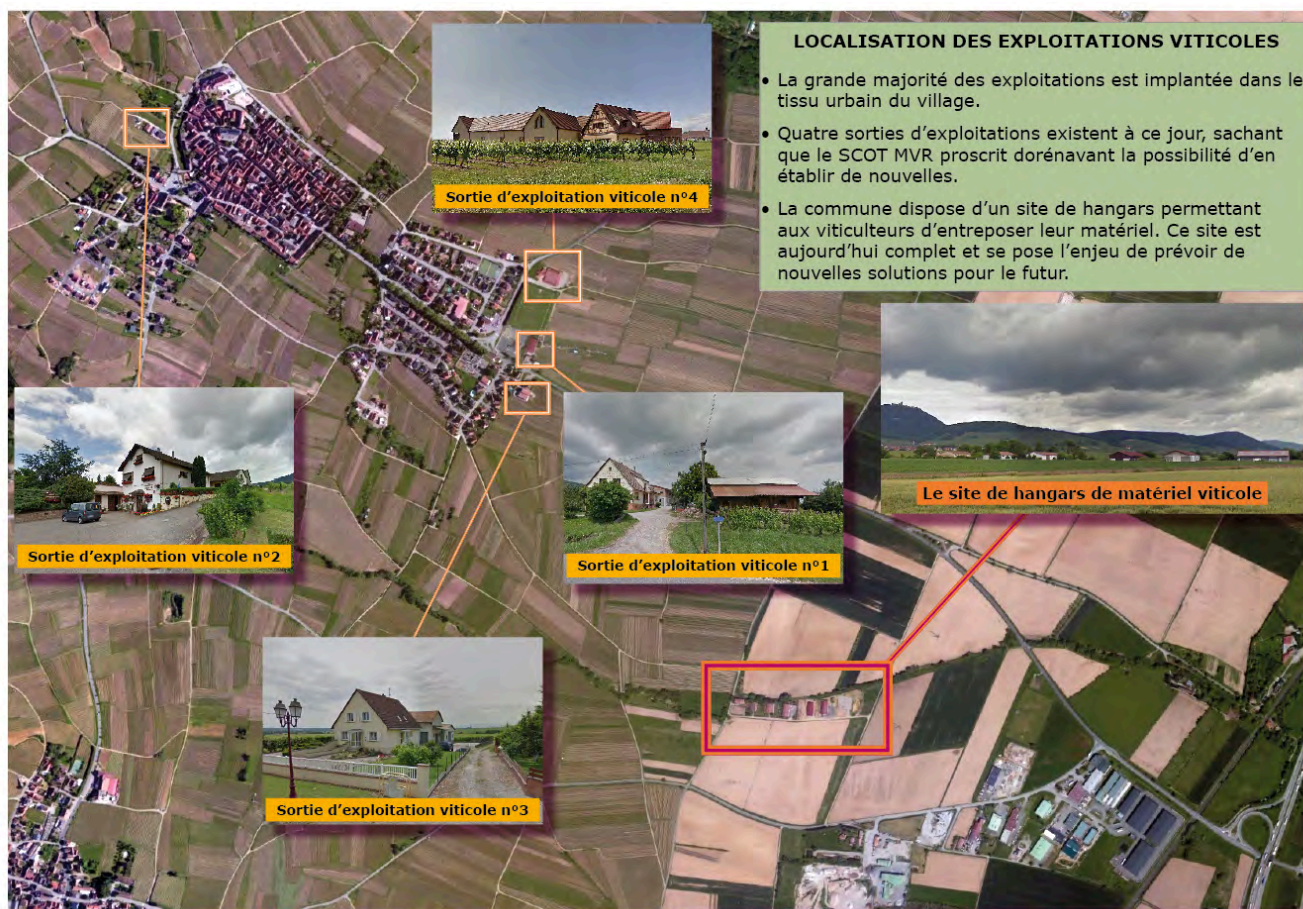 LOCALISATION DES EXPLOITATIONS VITICOLES
• La grande majorité des exploitations est implantée dans le
tissu urbain du village.
• Quatre sorties d’exploitations existent à ce jour, sachant
que le SCOT MVR proscrit dorénavant la possibilité d’en
établir de nouvelles.
• La commune dispose d’un site de hangars permettant
aux viticulteurs d’entreposer leur matériel. Ce site est
aujourd’hui complet et se pose l’enjeu de prévoir de
nouvelles solutions pour le futur.
Sortie d’exploitation viticole n°4
Le site de hangars de matériel viticole
Sortie d’exploitation viticole n°2
Sortie d’exploitation viticole n°1
Sortie d’exploitation viticole n°3